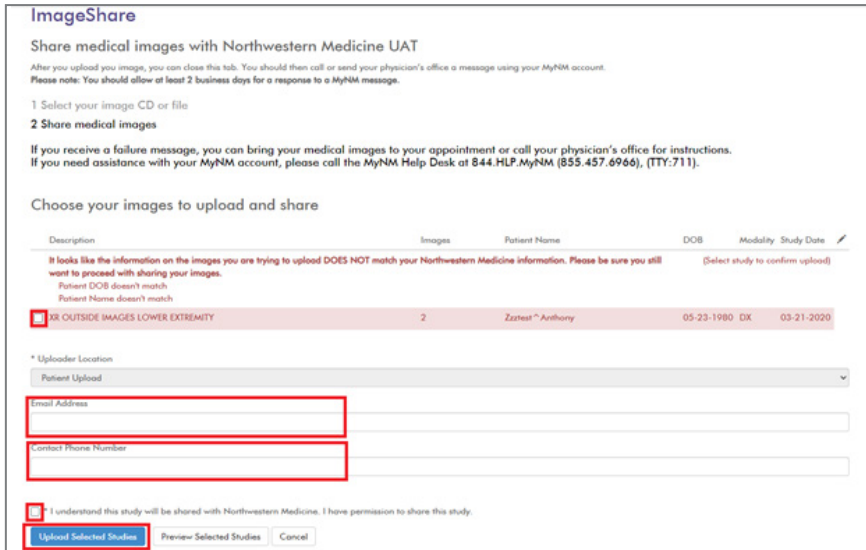 ImageShare
Share medical images with Northwestern Medicine UAT
After you upload you image, you can close this tab. You should then call or send your physician's office a message using your MyNM account.
Please note: You should allow at least 2 business days for a response to a MyNM message.
1 Select your image CD or file
2 Share medical images
If you receive a failure message, you can bring your medical images to your appointment or call your physician's office for instructions.
If you need assistance with your MyNM account, please call the MyNM Help Desk at 844.HLP.MyNM (855.457.6966), (TTY:711).
Choose your images to upload and share
Description Images Patient Name DOB Modality Study Date
It looks like the information on the images you are trying to upload DOES NOT match your Northwestern Medicine information. Please be sure you still (Select study to confirm upload)
want to proceed with sharing your images.
Patient DOB doesn't match
Patient Name doesn't match
XR OUTSIDE IMAGES LOWER EXTREMITY 2 Zzztest^Anthony 05-23-1980 DX 03-21-2020
* Uploader Location
Patient Upload
Email Address
Contact Phone Number
* I understand this study will be shared with Northwestern Medicine. I have permission to share this study.
Upload Selected Studies Preview Selected Studies Cancel